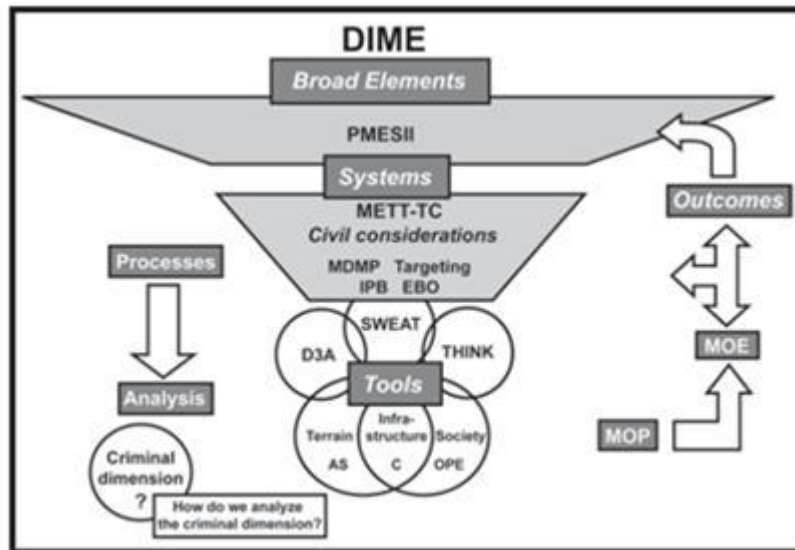 DIME
Broad Elements
PMESII
Systems
METT-TC
Civil considerations
MDMP Targeting
IPB EBO
SWEAT
D3A
THINK
Tools
Terrain
Infra-
structure
Society
AS
C
OPE
Processes
Analysis
Criminal
dimension
?
How do we analyze
the criminal dimension?
Outcomes
MOE
MOP